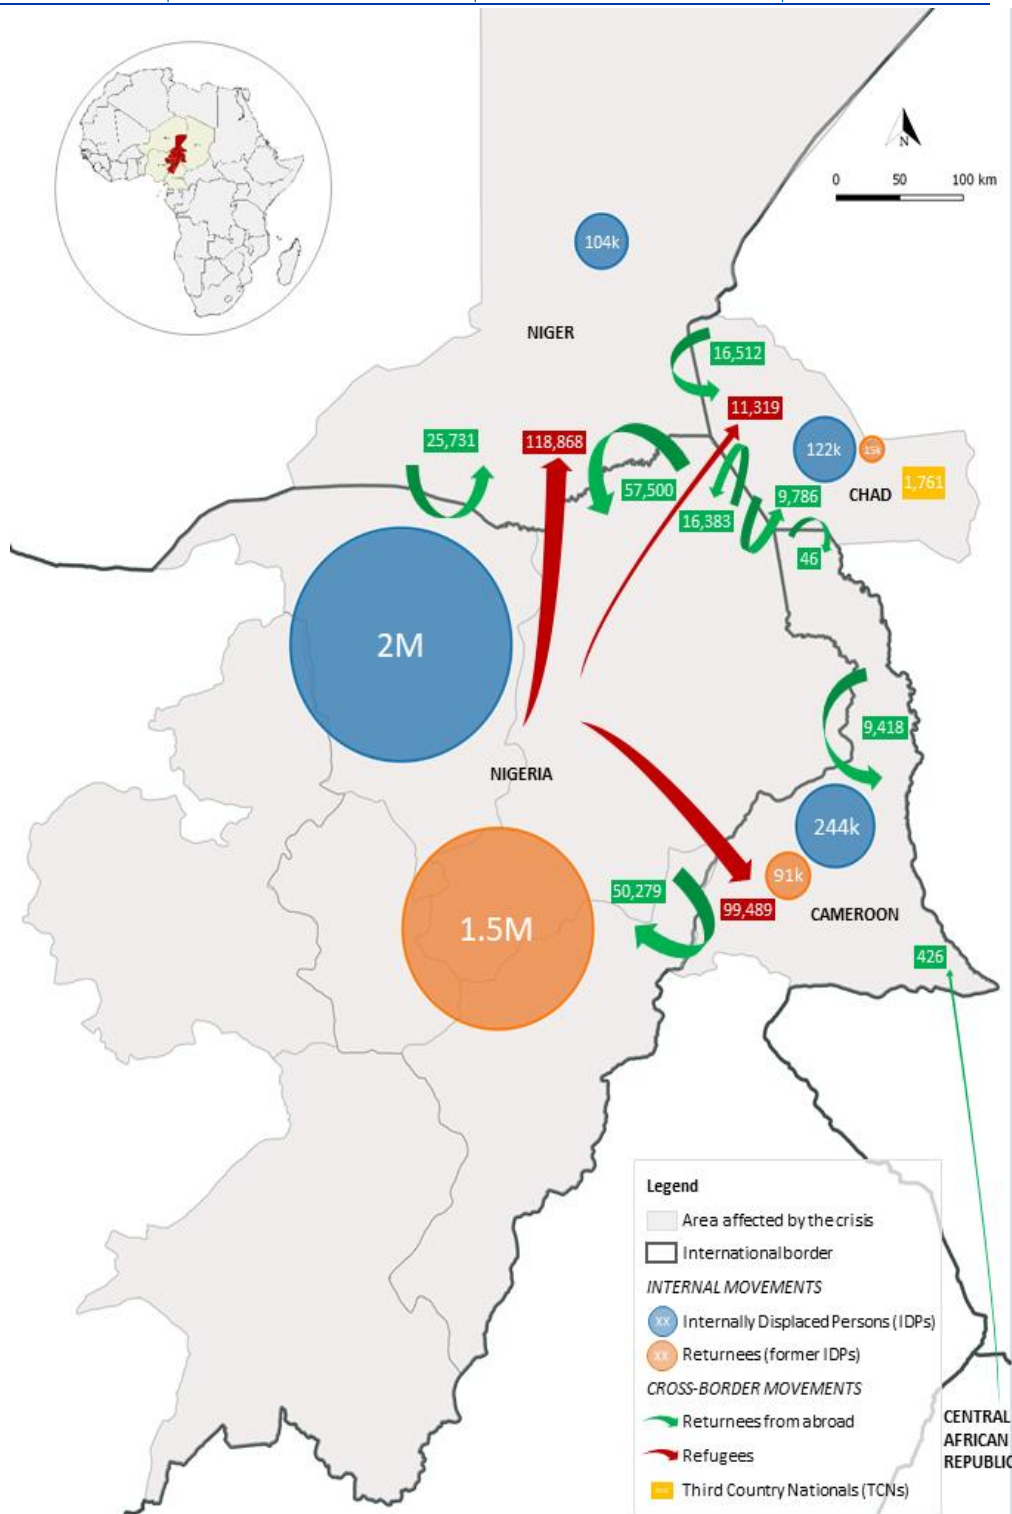 N
0 50 100 km
104k
NIGER
16,512
11,319
25,731
118,868
122k
15k
57,500
9,786
CHAD
1,761
16,383
46
2M
9,418
NIGERIA
244k
91k
50,279
99,489
CAMEROON
1.5M
426
Legend
Area affected by the crisis
International border
INTERNAL MOVEMENTS
XX Internally Displaced Persons (IDPs)
XX Returnees (former IDPs)
CROSS-BORDER MOVEMENTS
Returnees from abroad
Refugees
Third Country Nationals (TCNs)
CENTRAL
AFRICAN
REPUBLIC